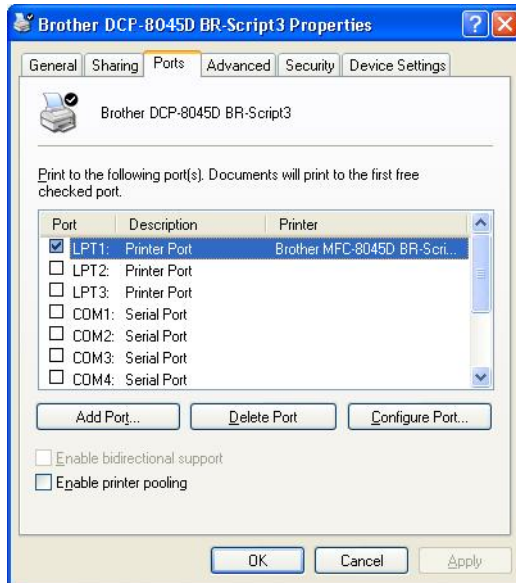 Brother DCP-8045D BR-Script3 Properties
General Sharing Ports Advanced Security Device Settings
Brother DCP-8045D BR-Script3
Print to the following port(s). Documents will print to the first free
checked port.
Port Description Printer
LPT1: Printer Port Brother MFC-8045D BR-Scri...
LPT2: Printer Port
LPT3: Printer Port
COM1: Serial Port
COM2: Serial Port
COM3: Serial Port
COM4: Serial Port
Add Port... Delete Port Configure Port...
Enable bidirectional support
Enable printer pooling
OK Cancel Apply